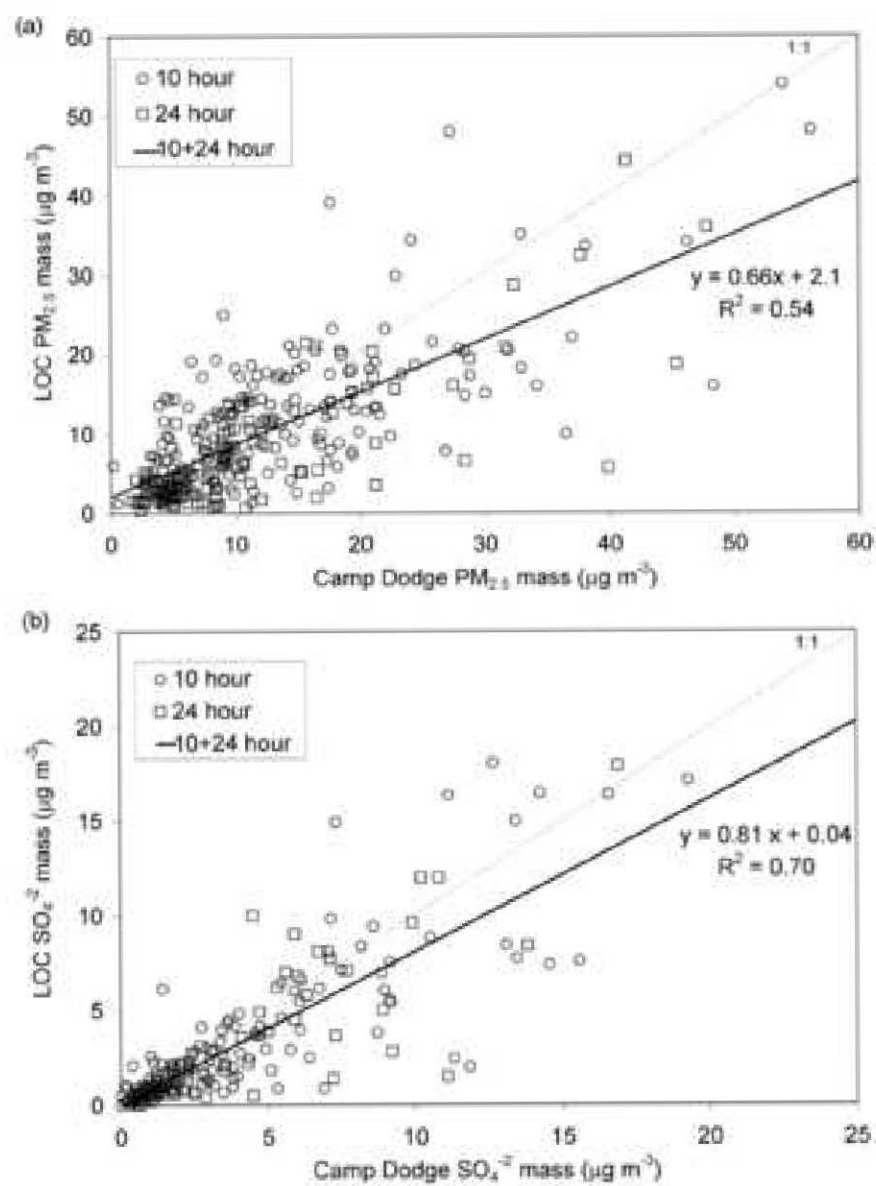 (a)
60
50
40
30
20
10
0
LOC PM2.5 mass (µg m-3)
10 hour
24 hour
10+24 hour
1:1
y = 0.66x + 2.1
R2 = 0.54
0 10 20 30 40 50 60
Camp Dodge PM2.5 mass (µg m-3)
(b)
25
20
15
10
5
0
LOC SO4-2 mass (µg m-3)
10 hour
24 hour
10+24 hour
1:1
y = 0.81 x + 0.04
R2 = 0.70
0 5 10 15 20 25
Camp Dodge SO4-2 mass (µg m-3)